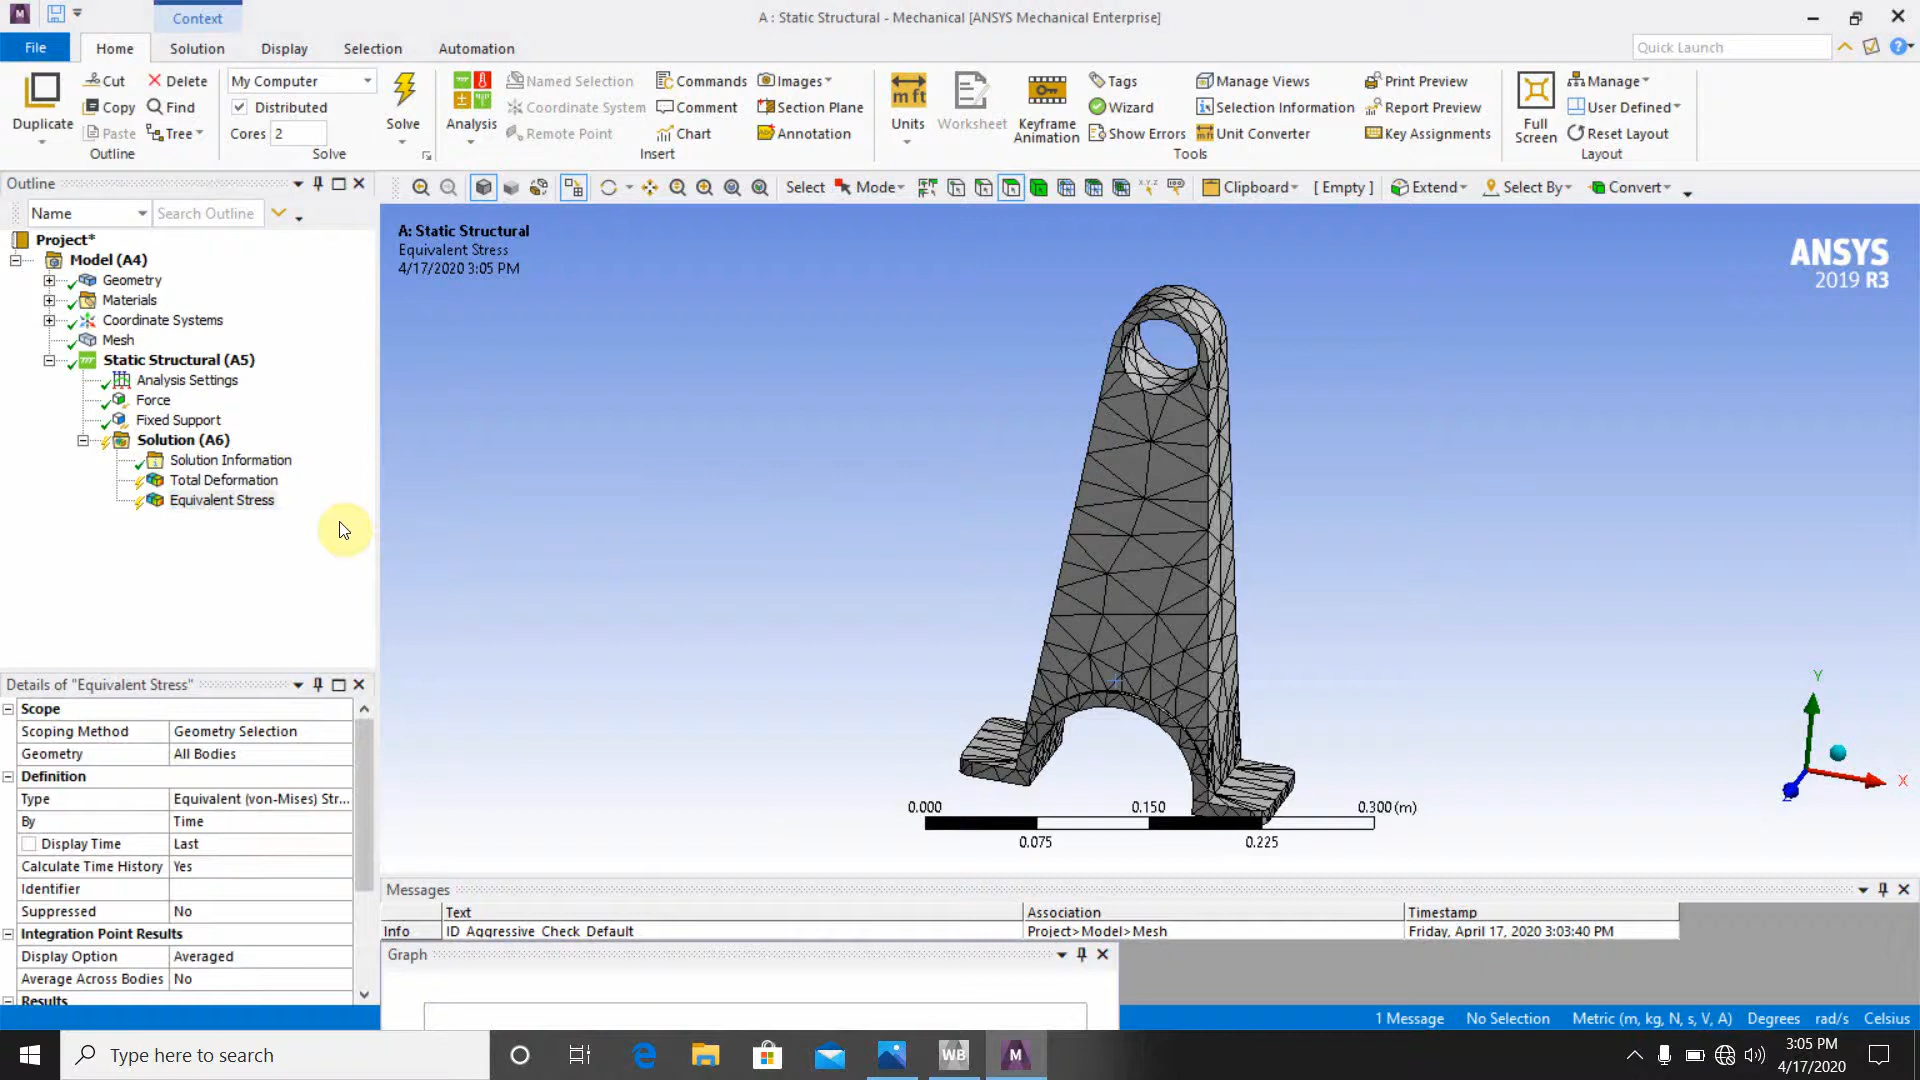 M
Context
A : Static Structural - Mechanical [ANSYS Mechanical Enterprise]
File
Home
Solution
Display
Selection
Automation
Quick Launch
Duplicate
Cut
Copy
Paste
Delete
Find
Tree
Outline
My Computer
Distributed
Cores 2
Solve
Solve
Analysis
Named Selection
Coordinate System
Remote Point
Commands
Comment
Chart
Images
Section Plane
Annotation
Insert
m ft
Units
Worksheet
Keyframe
Animation
Tags
Wizard
Show Errors
Manage Views
Selection Information
Unit Converter
Print Preview
Report Preview
Key Assignments
Tools
Full
Screen
Manage
User Defined
Reset Layout
Layout
Outline
Name
Search Outline
Select
Mode
Clipboard
[ Empty ]
Extend
Select By
Convert
Project*
Model (A4)
Geometry
Materials
Coordinate Systems
Mesh
Static Structural (A5)
Analysis Settings
Force
Fixed Support
Solution (A6)
Solution Information
Total Deformation
Equivalent Stress
A: Static Structural
Equivalent Stress
4/17/2020 3:05 PM
ANSYS
2019 R3
Y
X
Z
0.000
0.150
0.300 (m)
0.075
0.225
Details of "Equivalent Stress"
Scope
Scoping Method Geometry Selection
Geometry All Bodies
Definition
Type Equivalent (von-Mises) Str...
By Time
Display Time Last
Calculate Time History Yes
Identifier
Suppressed No
Integration Point Results
Display Option Averaged
Average Across Bodies No
Results
Messages
Text Association Timestamp
Info ID_Aggressive_Check_Default Project>Model>Mesh Friday, April 17, 2020 3:03:40 PM
Graph
1 Message No Selection Metric (m, kg, N, s, V, A) Degrees rad/s Celsius
Type here to search
WB
M
3:05 PM
4/17/2020